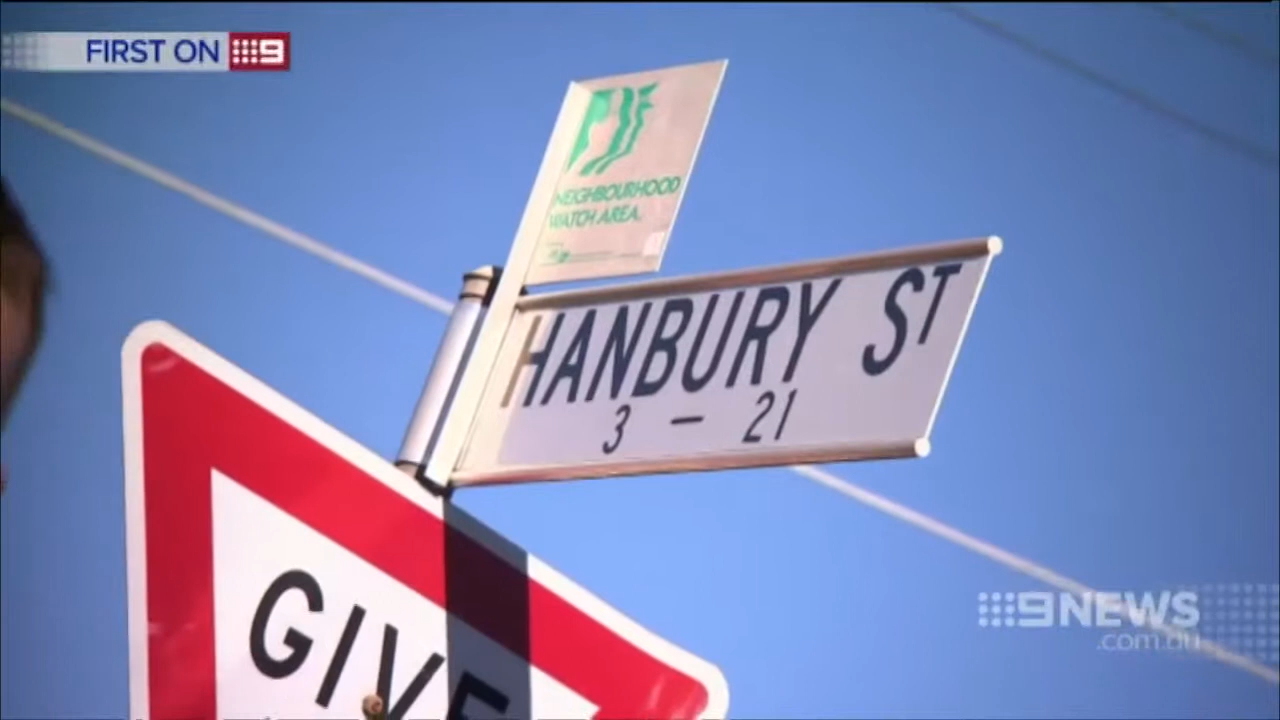 FIRST ON 9
NEIGHBOURHOOD
WATCH AREA.
HANBURY ST
3 - 21
GIVE
9NEWS
.com.au